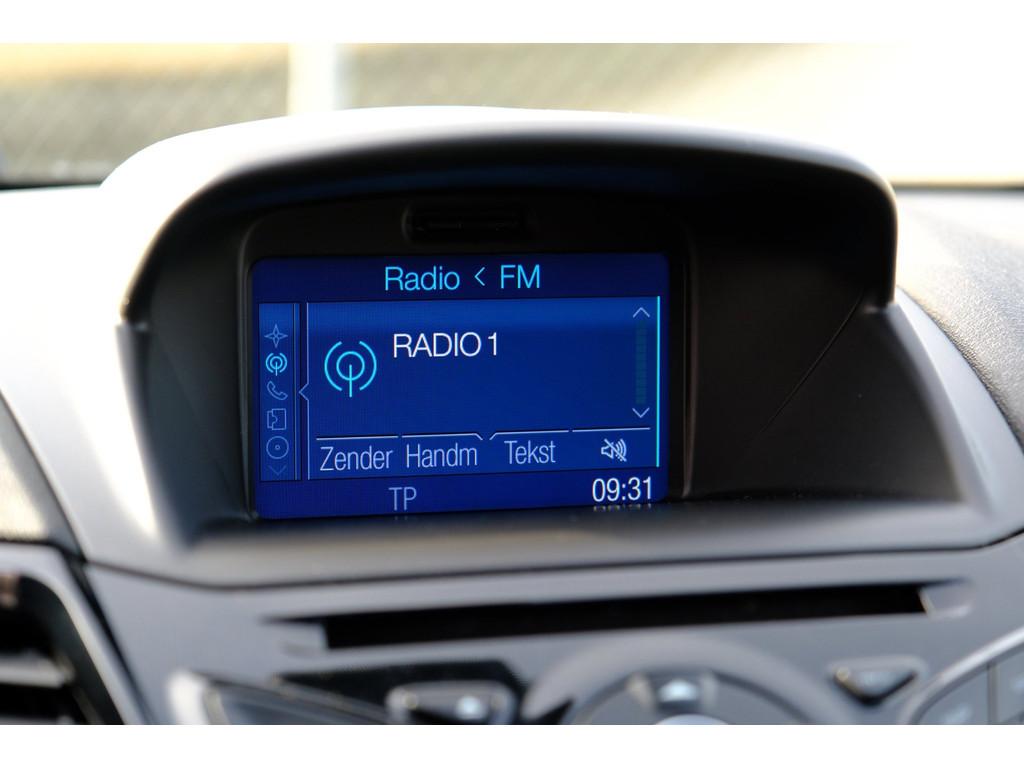 Radio < FM
RADIO 1
Zender Handm Tekst
TP 09:31